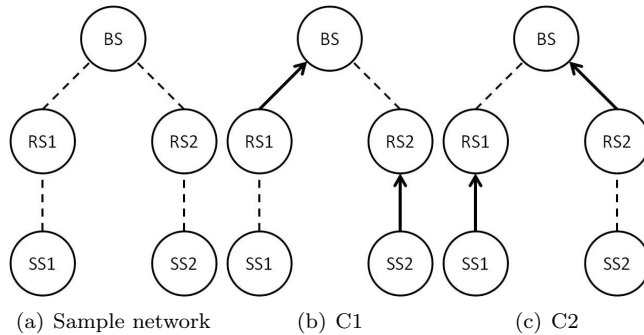 BS BS BS
RS1 RS2 RS1 RS2 RS1 RS2
SS1 SS2 SS1 SS2 SS1 SS2
(a) Sample network (b) C1 (c) C2